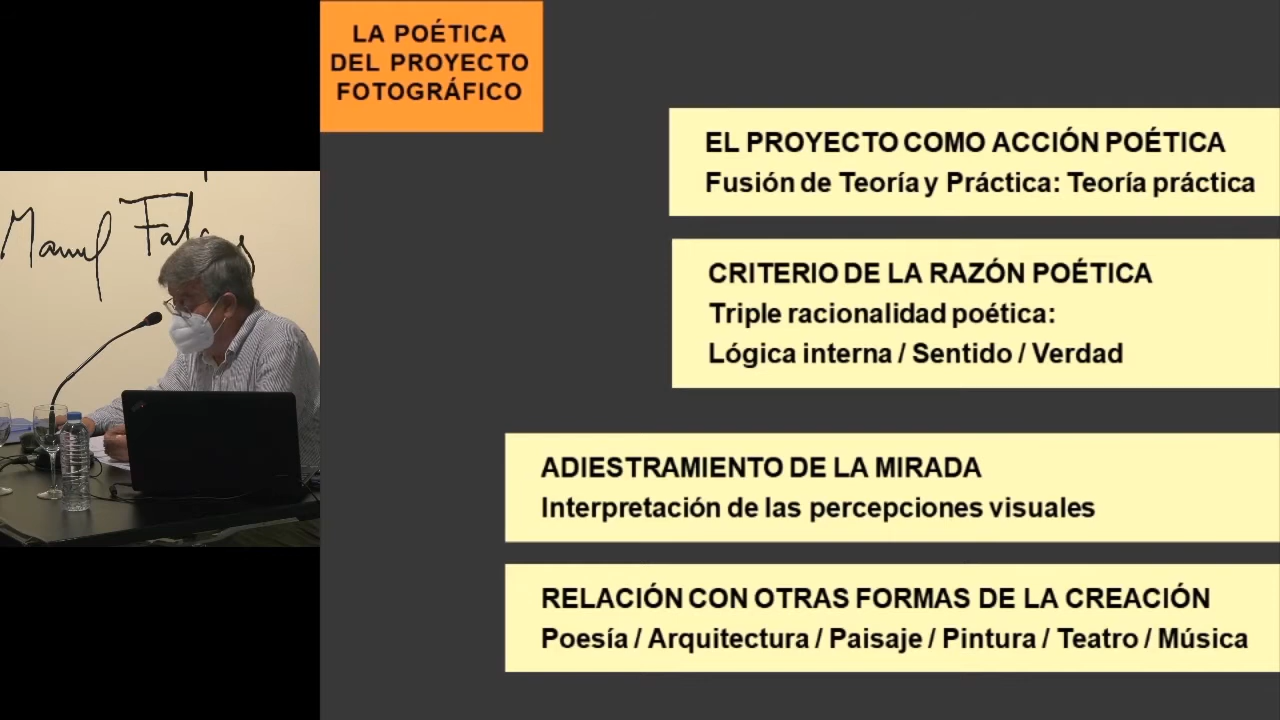 LA POÉTICA
DEL PROYECTO
FOTOGRÁFICO
EL PROYECTO COMO ACCIÓN POÉTICA
Fusión de Teoría y Práctica: Teoría práctica
CRITERIO DE LA RAZÓN POÉTICA
Triple racionalidad poética:
Lógica interna / Sentido / Verdad
ADIESTRAMIENTO DE LA MIRADA
Interpretación de las percepciones visuales
RELACIÓN CON OTRAS FORMAS DE LA CREACIÓN
Poesía / Arquitectura / Paisaje / Pintura / Teatro / Música
Manuel